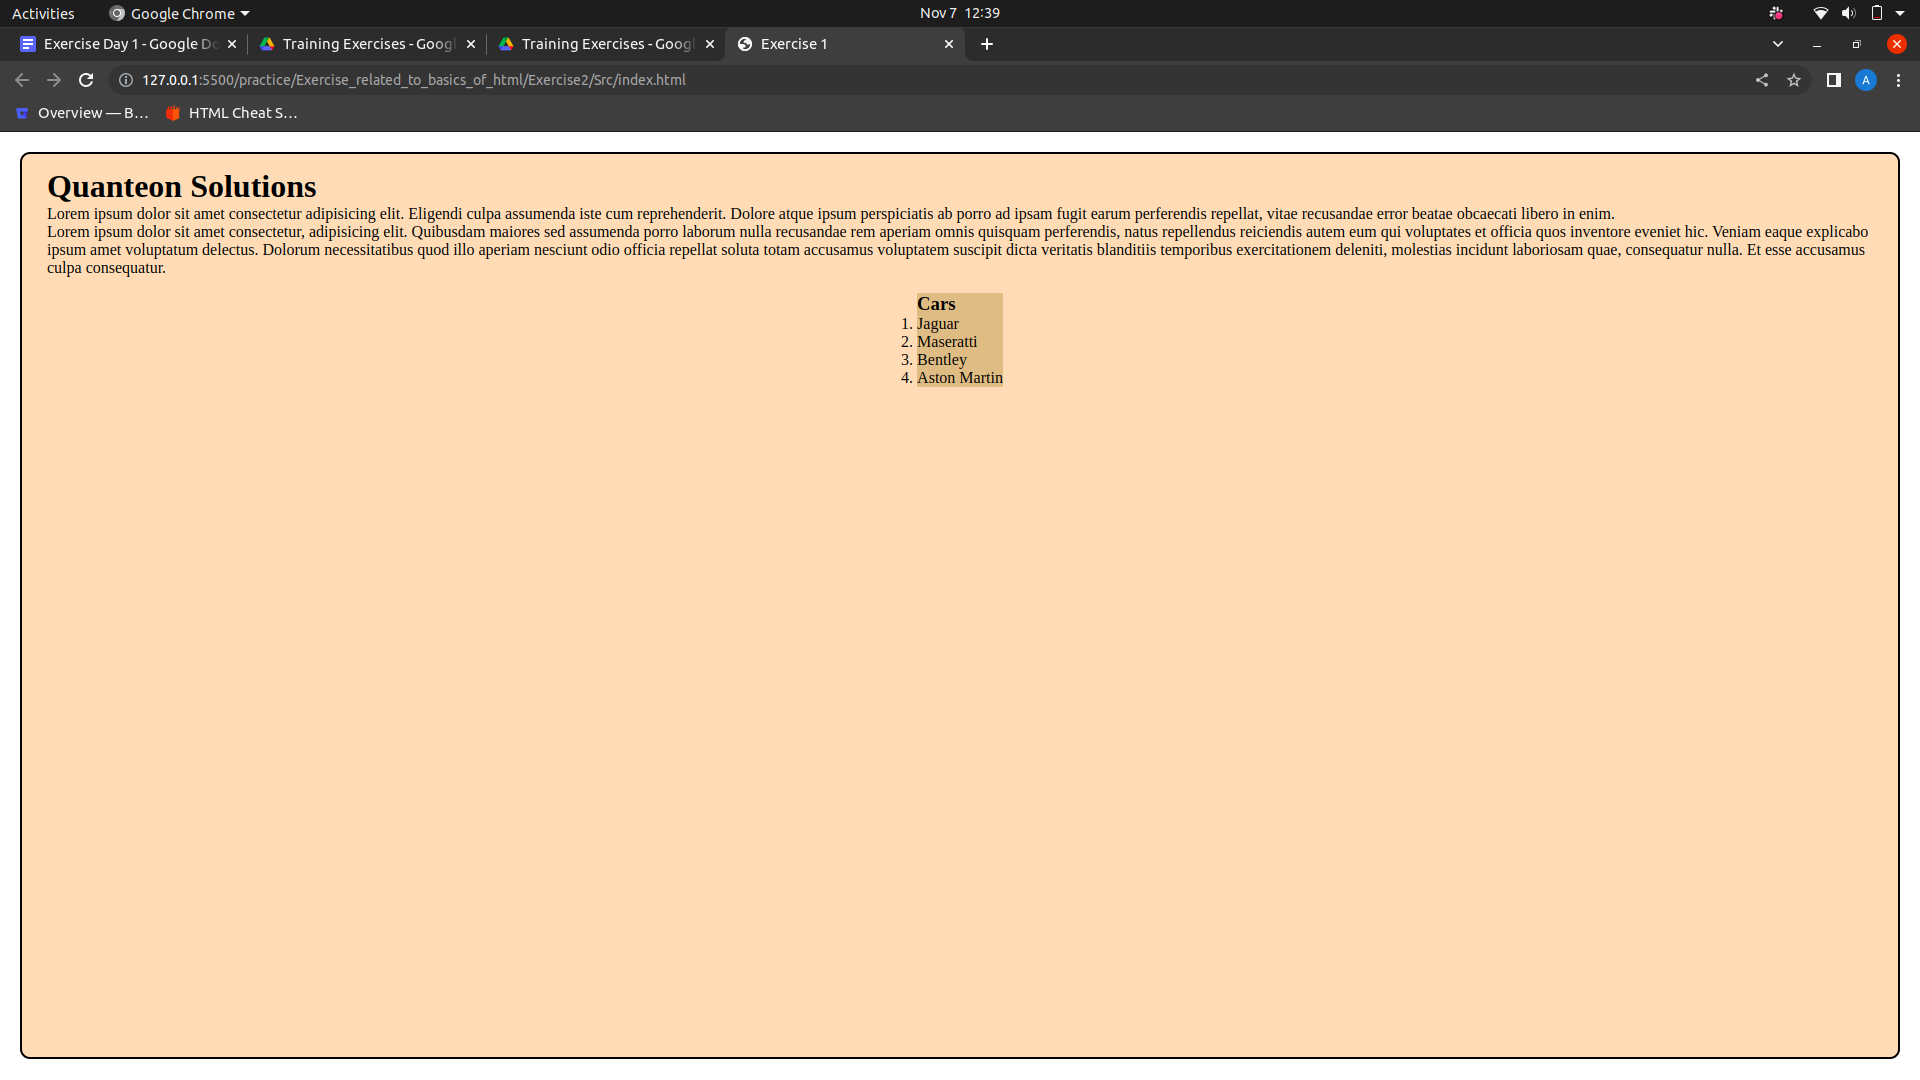 Activities
Google Chrome
Nov 7 12:39
Exercise Day 1 - Google Do
Training Exercises - Googl
Training Exercises - Googl
Exercise 1
127.0.0.1:5500/practice/Exercise_related_to_basics_of_html/Exercise2/Src/index.html
A
Overview — B...
HTML Cheat S...
Quanteon Solutions
Lorem ipsum dolor sit amet consectetur adipisicing elit. Eligendi culpa assumenda iste cum reprehenderit. Dolore atque ipsum perspiciatis ab porro ad ipsam fugit earum perferendis repellat, vitae recusandae error beatae obcaecati libero in enim.
Lorem ipsum dolor sit amet consectetur, adipisicing elit. Quibusdam maiores sed assumenda porro laborum nulla recusandae rem aperiam omnis quisquam perferendis, natus repellendus reiciendis autem eum qui voluptates et officia quos inventore eveniet hic. Veniam eaque explicabo
ipsum amet voluptatum delectus. Dolorum necessitatibus quod illo aperiam nesciunt odio officia repellat soluta totam accusamus voluptatem suscipit dicta veritatis blanditiis temporibus exercitationem deleniti, molestias incidunt laboriosam quae, consequatur nulla. Et esse accusamus
culpa consequatur.
Cars
1. Jaguar
2. Maseratti
3. Bentley
4. Aston Martin